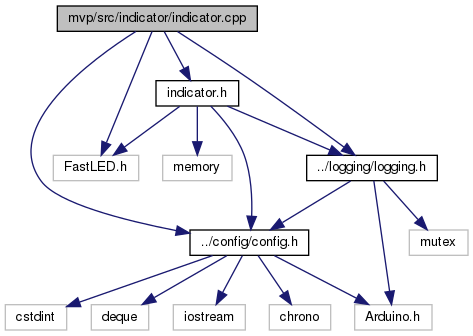 mvp/src/indicator/indicator.cpp
indicator.h
FastLED.h
memory
../logging/logging.h
../config/config.h
mutex
cstdint
deque
iostream
chrono
Arduino.h